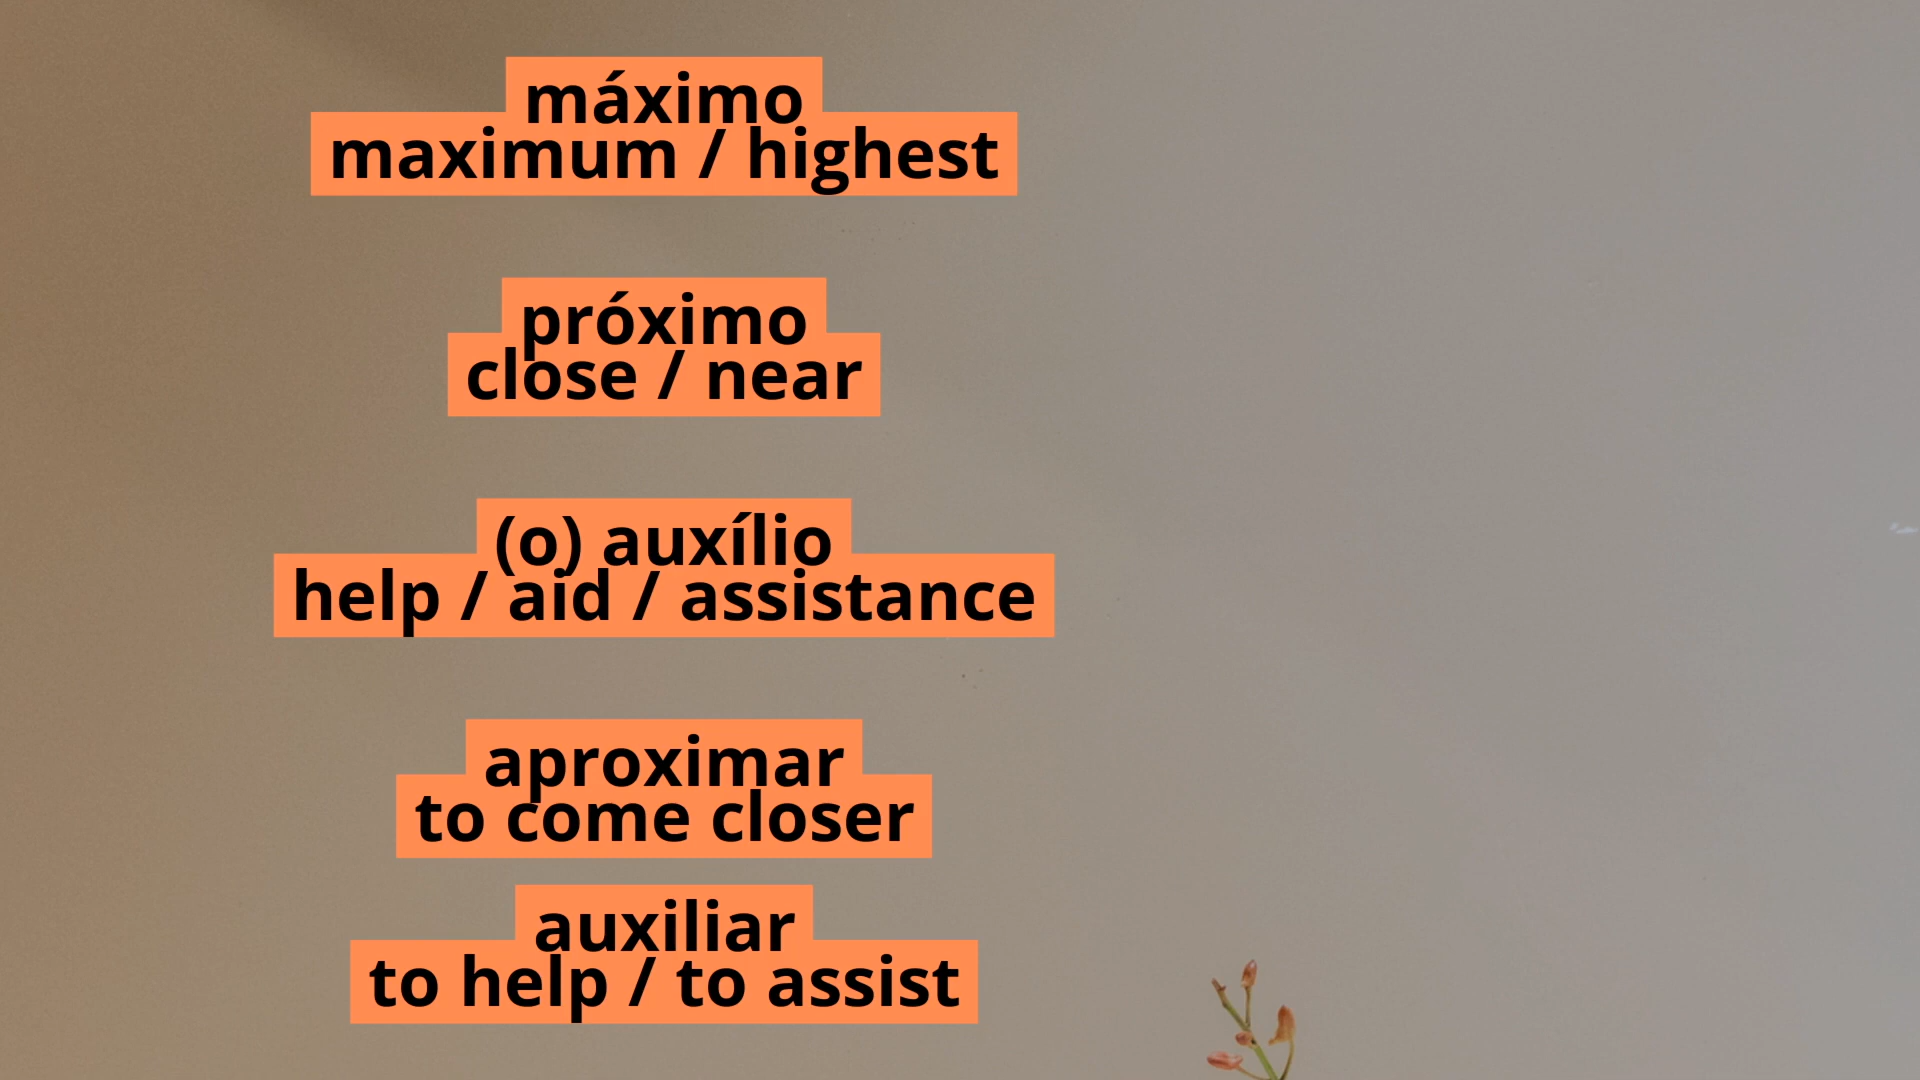 máximo
maximum / highest
próximo
close / near
(o) auxílio
help / aid / assistance
aproximar
to come closer
auxiliar
to help / to assist